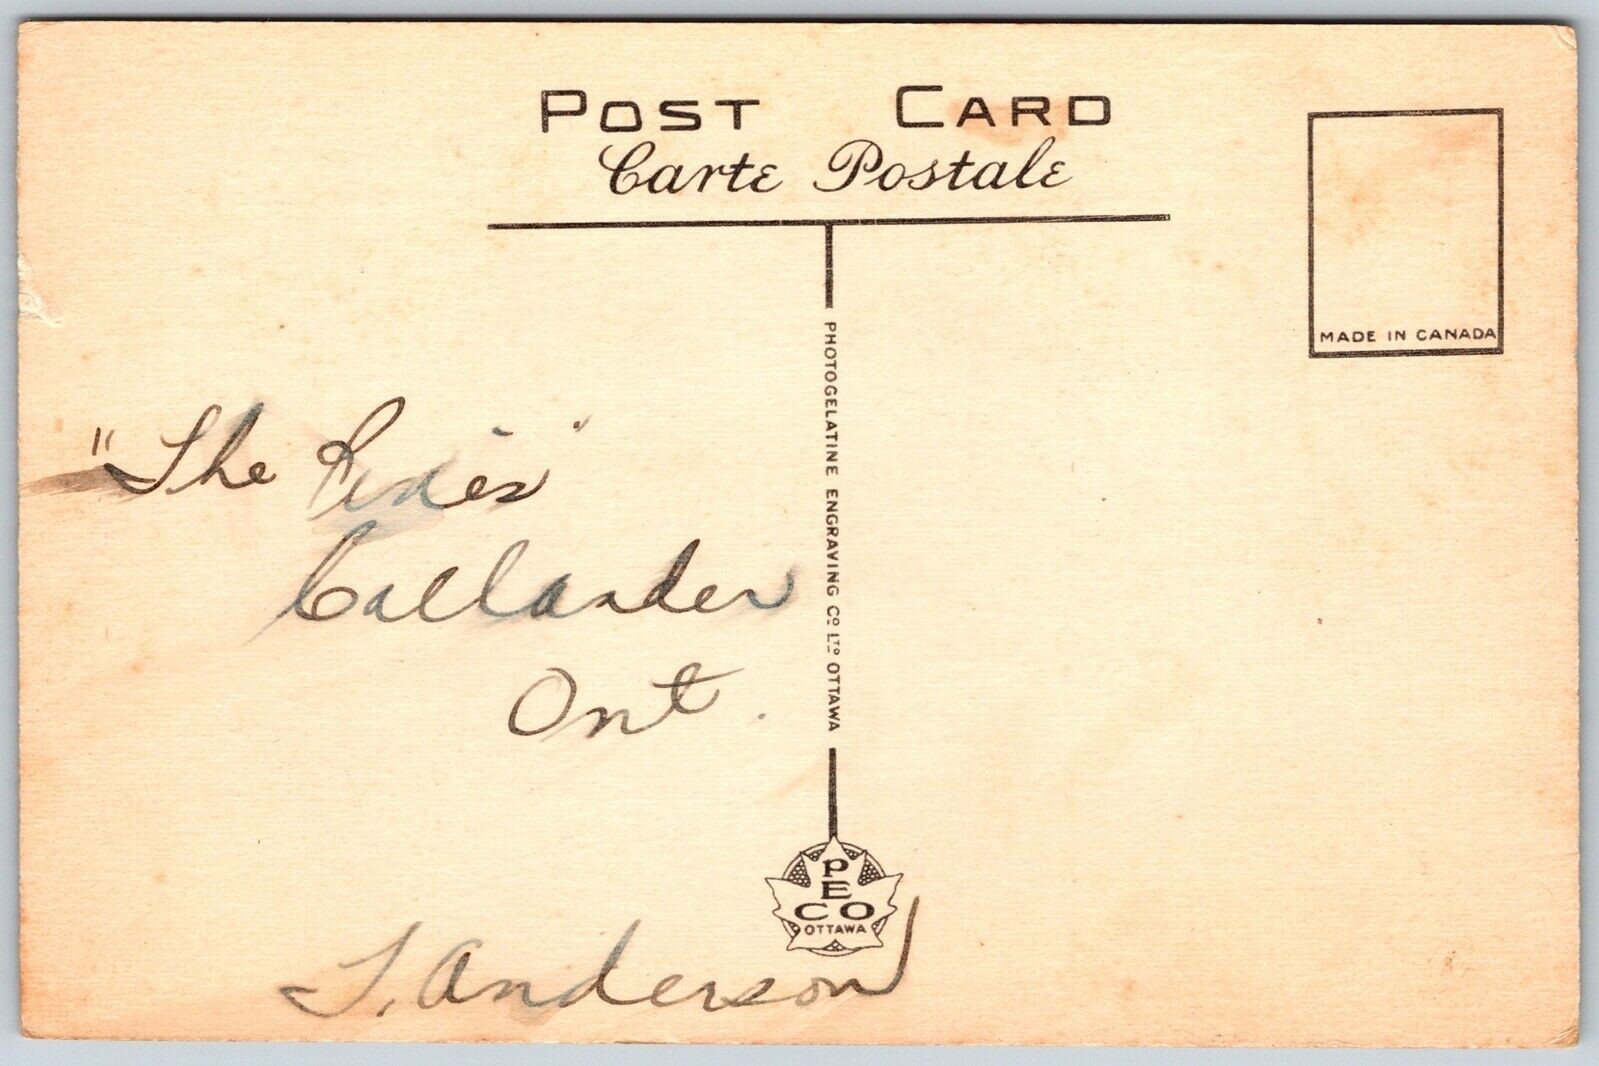 POST CARD
Carte Postale
MADE IN CANADA
PHOTOGELATINE ENGRAVING CO LTD OTTAWA
"The Pines"
Callander
Ont.
PECO
OTTAWA
J. Anderson